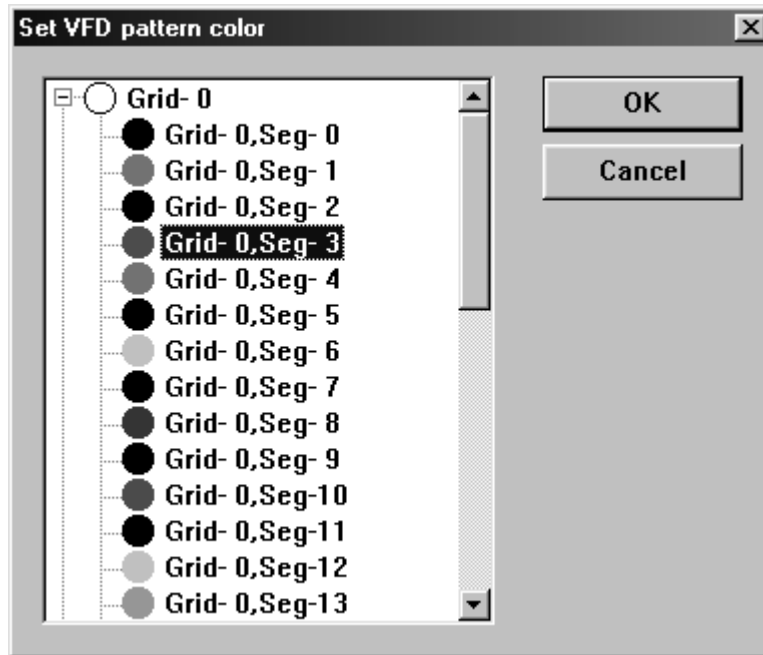 Set VFD pattern color
Grid- 0
Grid- 0,Seg- 0
Grid- 0,Seg- 1
Grid- 0,Seg- 2
Grid- 0,Seg- 3
Grid- 0,Seg- 4
Grid- 0,Seg- 5
Grid- 0,Seg- 6
Grid- 0,Seg- 7
Grid- 0,Seg- 8
Grid- 0,Seg- 9
Grid- 0,Seg-10
Grid- 0,Seg-11
Grid- 0,Seg-12
Grid- 0,Seg-13
OK
Cancel